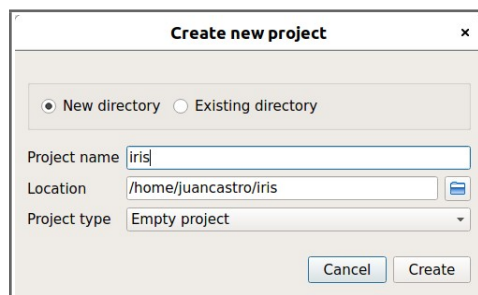 Create new project ×
New directory Existing directory
Project name iris
Location /home/juancastro/iris
Project type Empty project
Cancel Create